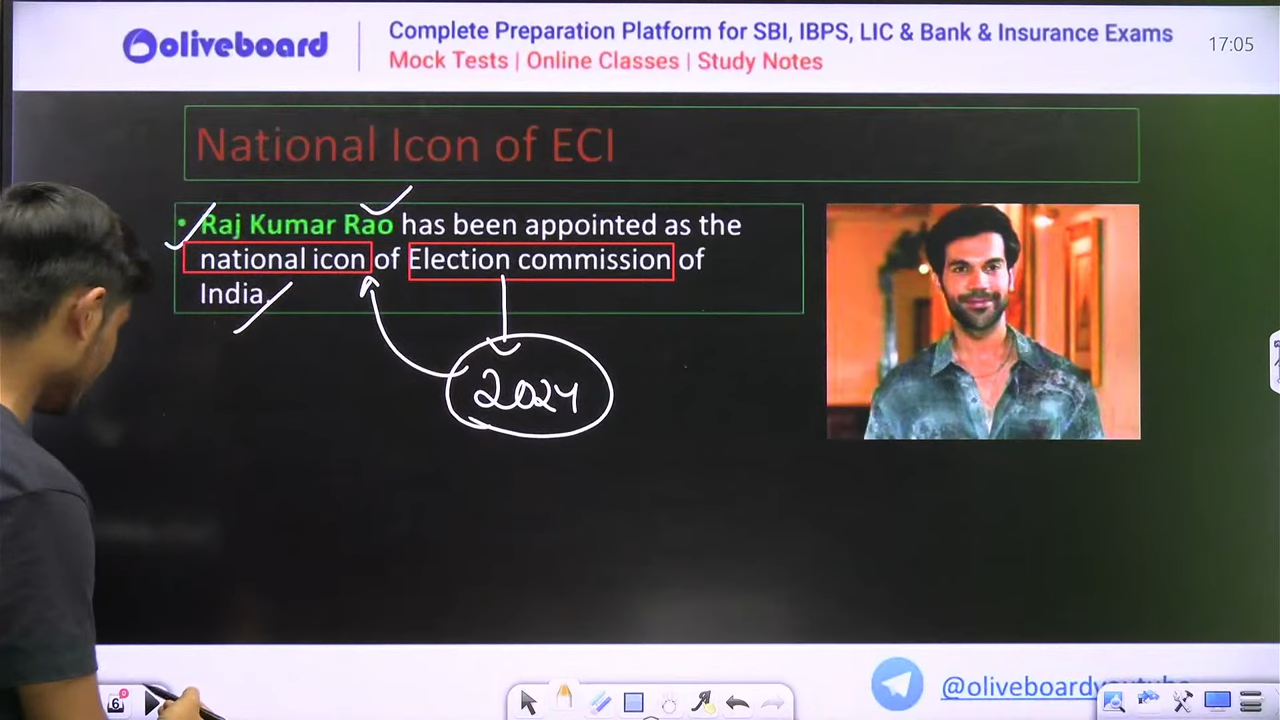 oliveboard
Complete Preparation Platform for SBI, IBPS, LIC & Bank & Insurance Exams
Mock Tests | Online Classes | Study Notes
17:05
National Icon of ECI
• Raj Kumar Rao has been appointed as the
national icon of Election commission of
India.
2024
6
@oliveboardyoutube